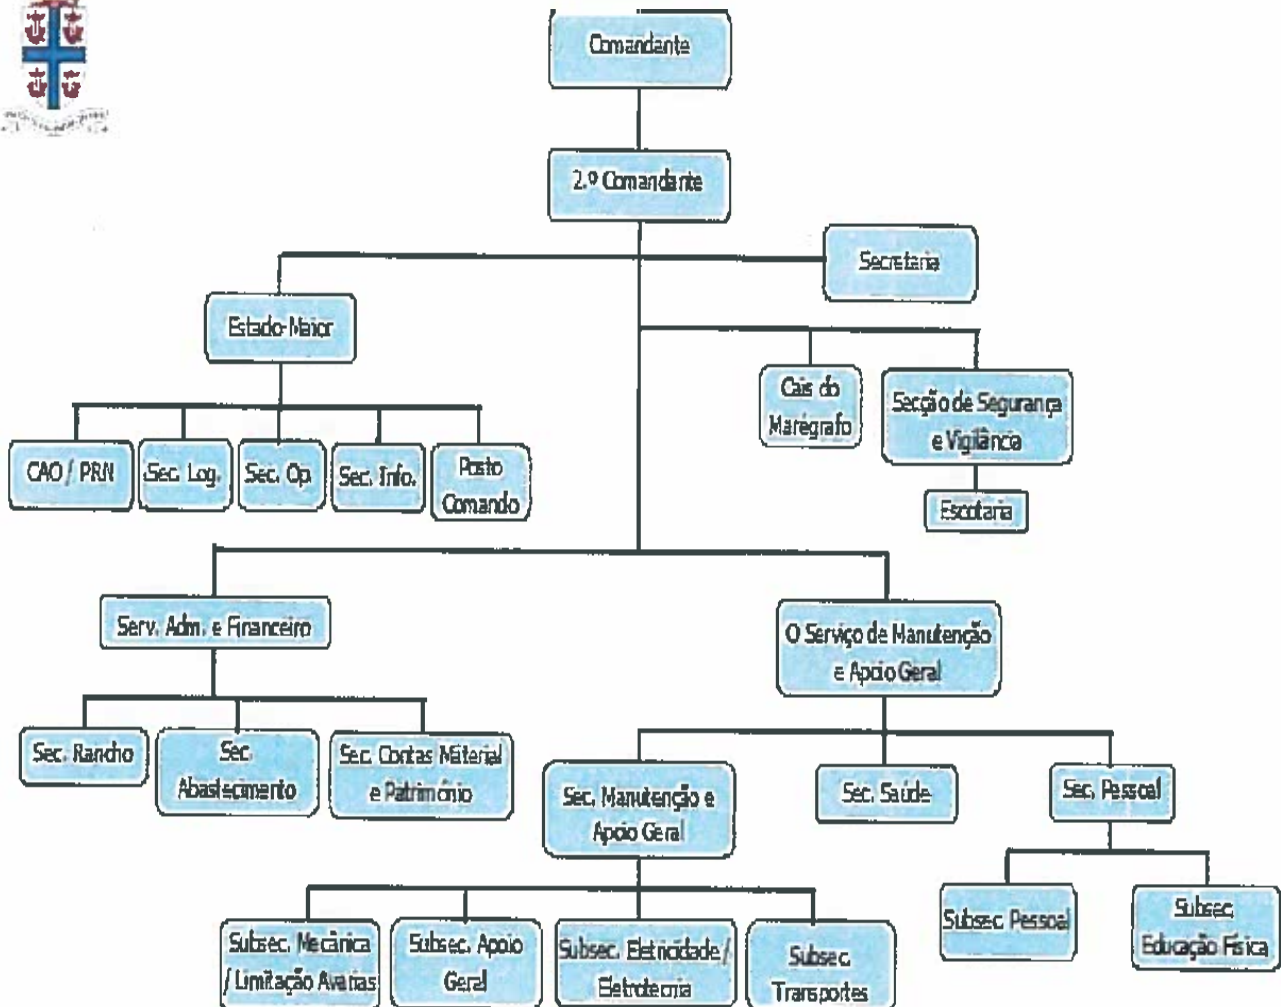 Comandante
2.º Comandante
Secretaria
Estado-Maior
Cais do
Marégrafo
Secção de Segurança
e Vigilância
CAO / PRN
Sec. Log.
Sec. Op.
Sec. Info.
Posto
Comando
Escotaria
Serv. Adm. e Financeiro
O Serviço de Manutenção
e Apoio Geral
Sec. Rancho
Sec.
Abastecimento
Sec. Contas Material
e Património
Sec. Manutenção e
Apoio Geral
Sec. Saúde
Sec. Pessoal
Subsec. Pessoal
Subsec.
Educação Física
Subsec. Mecânica
/ Limitação Avarias
Subsec. Apoio
Geral
Subsec. Eletricidade /
Eletrotecnia
Subsec.
Transportes